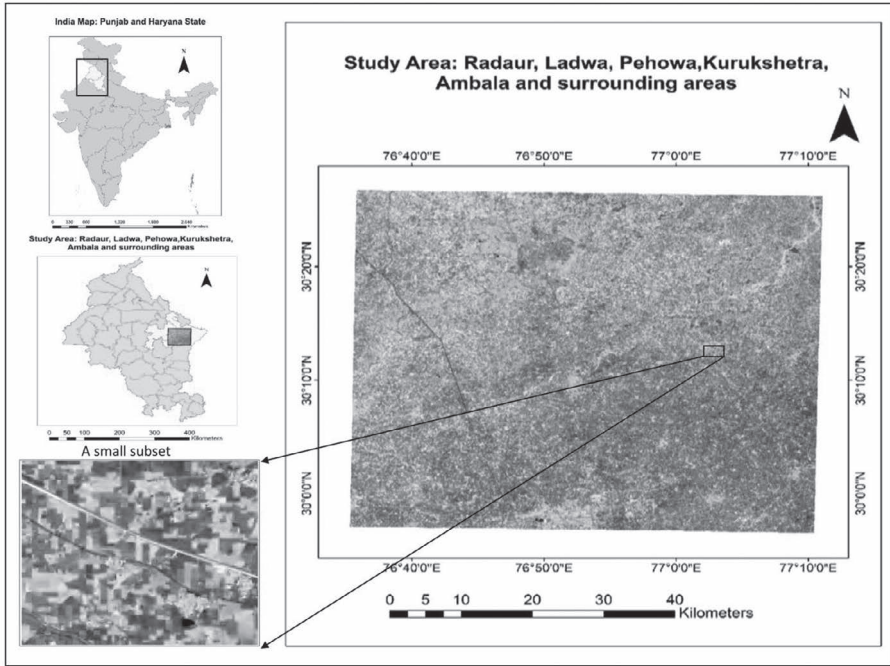 India Map: Punjab and Haryana State
N
0 330 660 1,320 1,980 2,640
Kilometers
Study Area: Radaur, Ladwa, Pehowa,Kurukshetra,
Ambala and surrounding areas
N
0 50 100 200 300 400
Kilometers
A small subset
Study Area: Radaur, Ladwa, Pehowa,Kurukshetra,
Ambala and surrounding areas
N
76°40'0"E 76°50'0"E 77°0'0"E 77°10'0"E
30°20'0"N
30°20'0"N
30°10'0"N
30°10'0"N
30°0'0"N
30°0'0"N
76°40'0"E 76°50'0"E 77°0'0"E 77°10'0"E
0 5 10 20 30 40
Kilometers